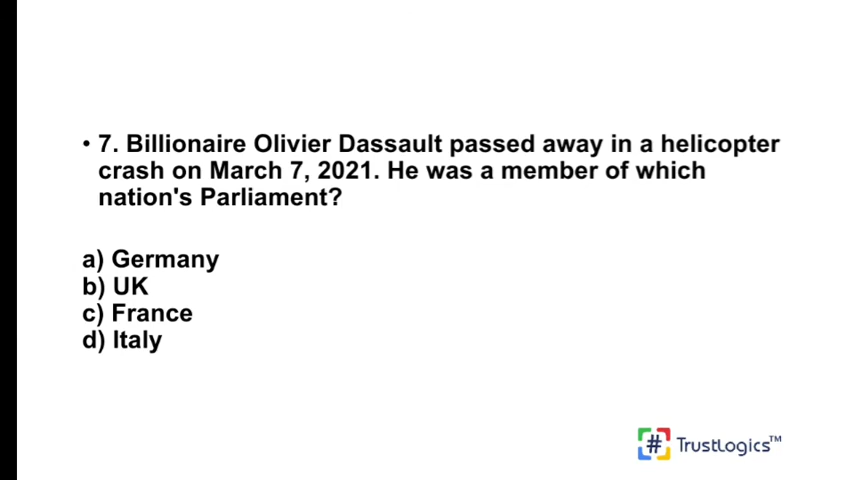 • 7. Billionaire Olivier Dassault passed away in a helicopter
crash on March 7, 2021. He was a member of which
nation's Parliament?
a) Germany
b) UK
c) France
d) Italy
# TrustLogics™